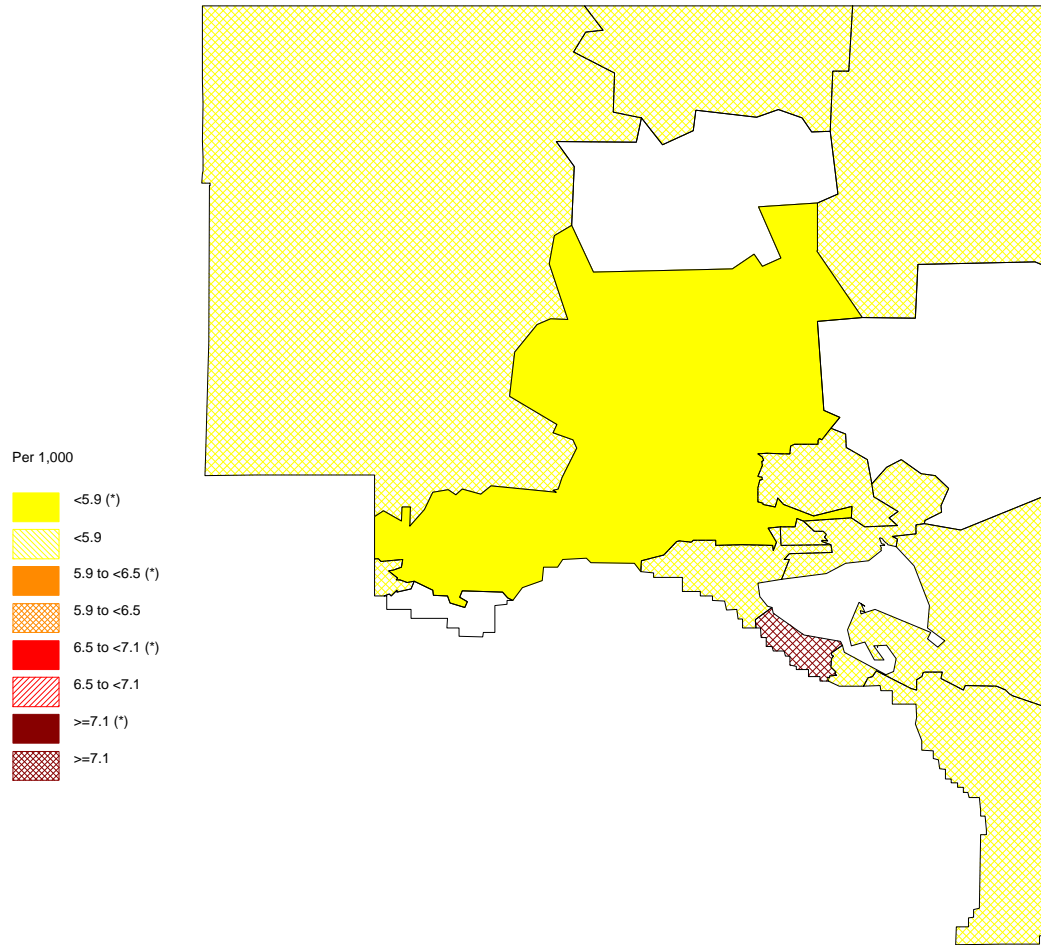 Per 1,000
<5.9 (*)
<5.9
5.9 to <6.5 (*)
5.9 to <6.5
6.5 to <7.1 (*)
6.5 to <7.1
>=7.1 (*)
>=7.1